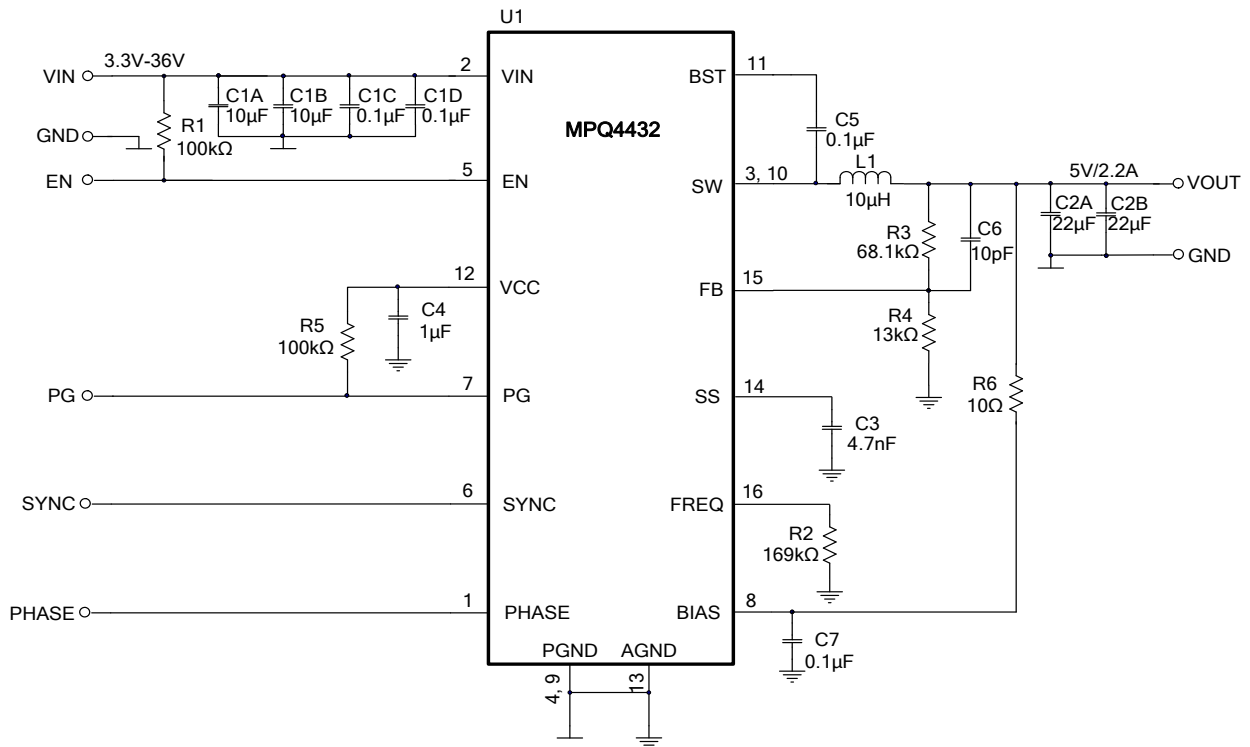 U1
MPQ4432
VIN
3.3V-36V
2
VIN
C1A
10µF
C1B
10µF
C1C
0.1µF
C1D
0.1µF
GND
R1
100kΩ
EN
5
EN
12
VCC
C4
1µF
R5
100kΩ
PG
7
PG
SYNC
6
SYNC
PHASE
1
PHASE
PGND
AGND
4, 9
13
BST
11
C5
0.1µF
SW
3, 10
L1
10µH
5V/2.2A
VOUT
R3
68.1kΩ
C6
10pF
C2A
22µF
C2B
22µF
GND
FB
15
R4
13kΩ
R6
10Ω
SS
14
C3
4.7nF
FREQ
16
R2
169kΩ
BIAS
8
C7
0.1µF